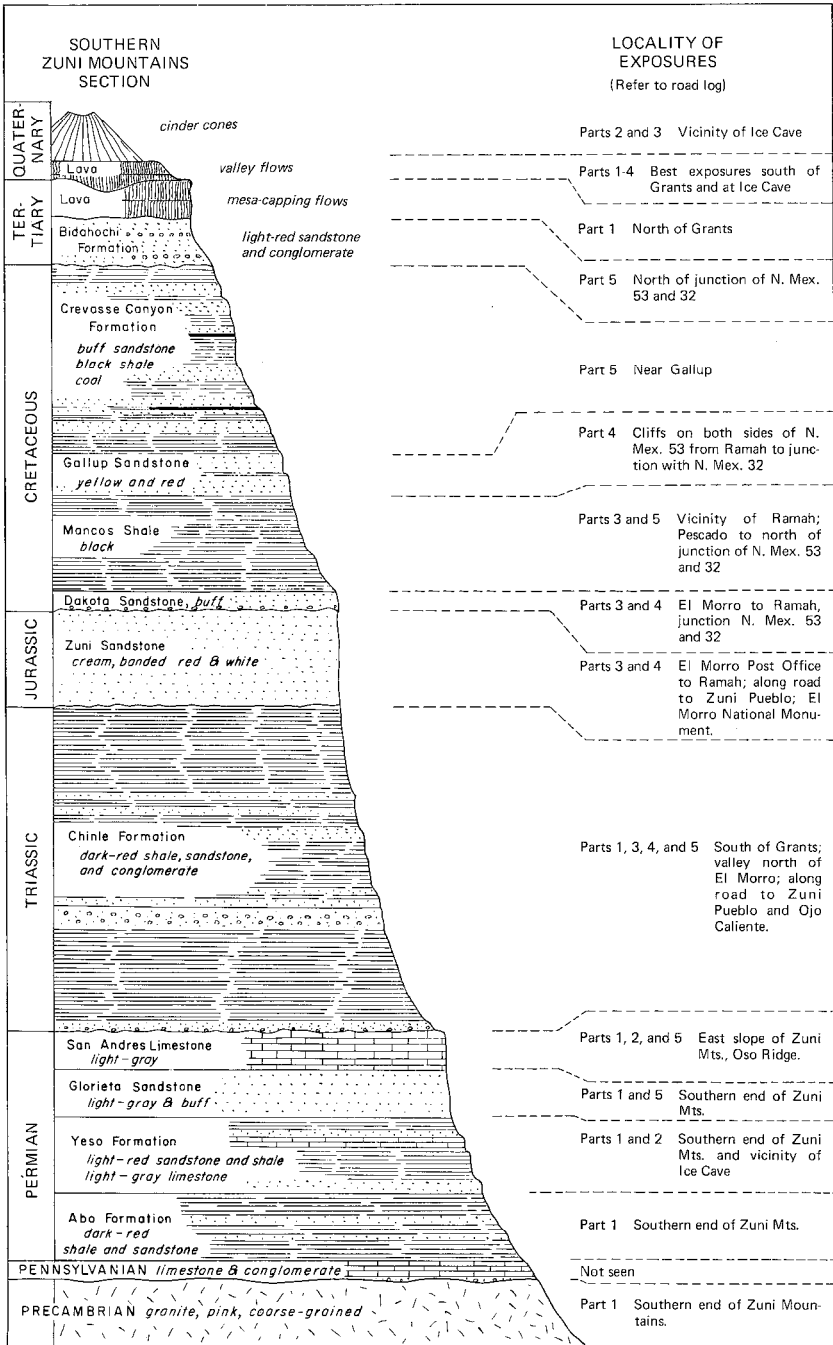 SOUTHERN
ZUNI MOUNTAINS
SECTION
LOCALITY OF
EXPOSURES
(Refer to road log)
QUATER-
NARY
cinder cones
Parts 2 and 3 Vicinity of Ice Cave
Lava
valley flows
Parts 1-4 Best exposures south of
Grants and at Ice Cave
TER-
TIARY
Lava
mesa-capping flows
Part 1 North of Grants
Bidahochi
Formation
light-red sandstone
and conglomerate
Part 5 North of junction of N. Mex.
53 and 32
CRETACEOUS
Crevasse Canyon
Formation
buff sandstone
black shale
coal
Part 5 Near Gallup
Gallup Sandstone
yellow and red
Part 4 Cliffs on both sides of N.
Mex. 53 from Ramah to junc-
tion with N. Mex. 32
Mancos Shale
black
Parts 3 and 5 Vicinity of Ramah;
Pescado to north of
junction of N. Mex. 53
and 32
Dakota Sandstone, buff
Parts 3 and 4 El Morro to Ramah,
junction N. Mex. 53
and 32
JURASSIC
Zuni Sandstone
cream, banded red & white
Parts 3 and 4 El Morro Post Office
to Ramah; along road
to Zuni Pueblo; El
Morro National Monu-
ment.
TRIASSIC
Chinle Formation
dark-red shale, sandstone,
and conglomerate
Parts 1, 3, 4, and 5 South of Grants;
valley north of
El Morro; along
road to Zuni
Pueblo and Ojo
Caliente.
PERMIAN
San Andres Limestone
light-gray
Parts 1, 2, and 5 East slope of Zuni
Mts., Oso Ridge.
Glorieta Sandstone
light-gray & buff
Parts 1 and 5 Southern end of Zuni
Mts.
Yeso Formation
light-red sandstone and shale
light-gray limestone
Parts 1 and 2 Southern end of Zuni
Mts. and vicinity of
Ice Cave
Abo Formation
dark-red
shale and sandstone
Part 1 Southern end of Zuni Mts.
PENNSYLVANIAN limestone & conglomerate
Not seen
PRECAMBRIAN granite, pink, coarse-grained
Part 1 Southern end of Zuni Moun-
tains.